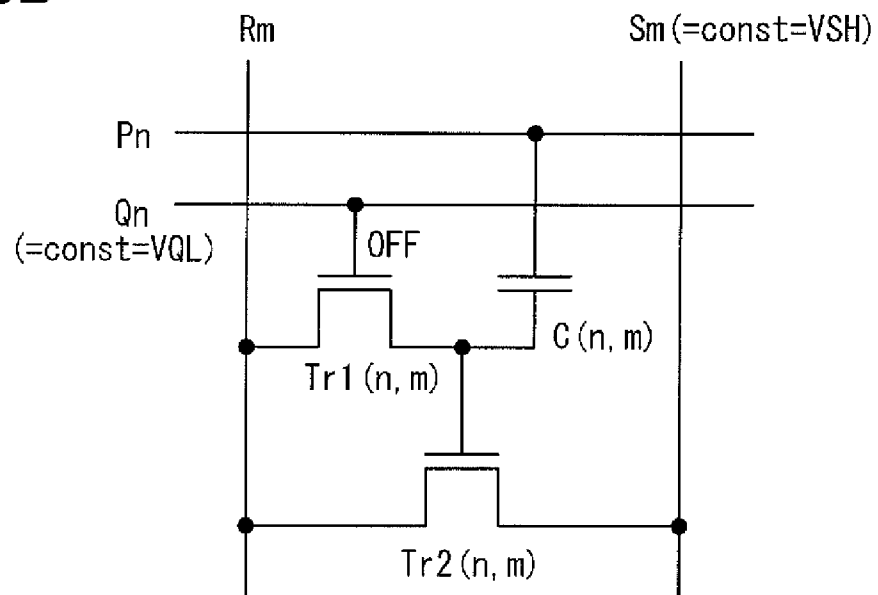 Rm
Sm(=const=VSH)
Pn
Qn
(=const=VQL)
OFF
C(n,m)
Tr1(n,m)
Tr2(n,m)